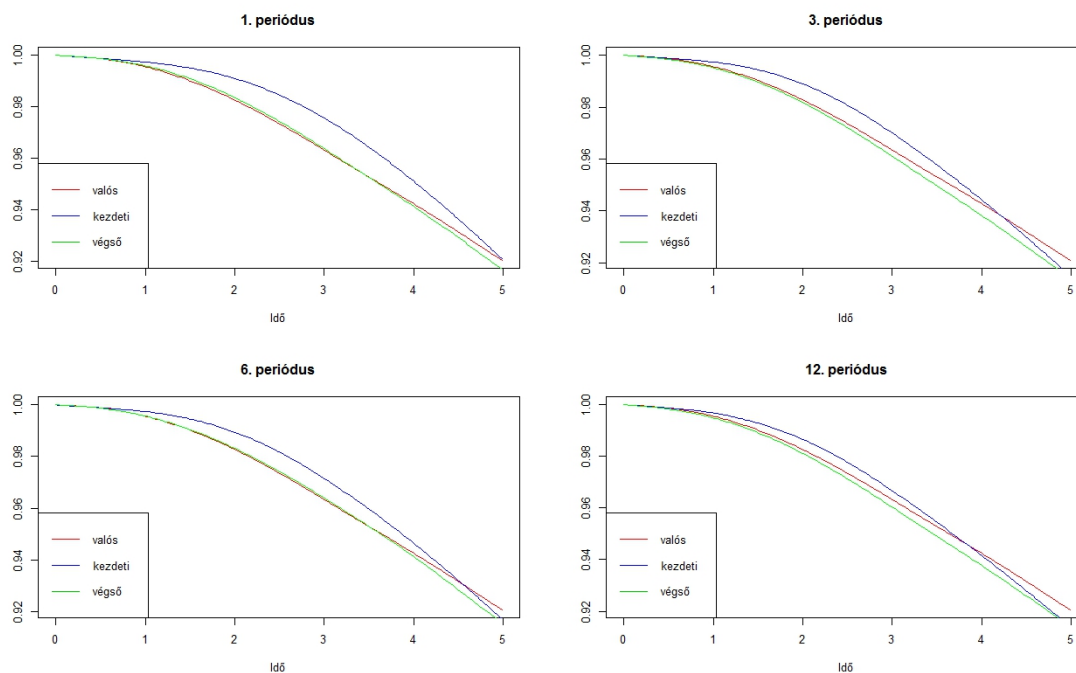 1. periódus
1.00
0.98
0.96
0.94
0.92
valós
kezdeti
végső
0 1 2 3 4 5
Idő
3. periódus
1.00
0.98
0.96
0.94
0.92
valós
kezdeti
végső
0 1 2 3 4 5
Idő
6. periódus
1.00
0.98
0.96
0.94
0.92
valós
kezdeti
végső
0 1 2 3 4 5
Idő
12. periódus
1.00
0.98
0.96
0.94
0.92
valós
kezdeti
végső
0 1 2 3 4 5
Idő